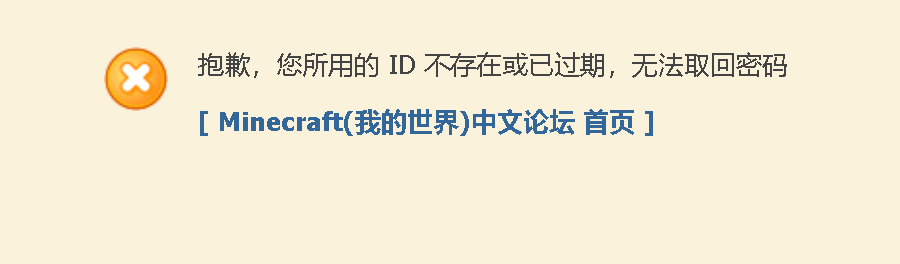 抱歉，您所用的 ID 不存在或已过期，无法取回密码
[ Minecraft(我的世界)中文论坛 首页 ]